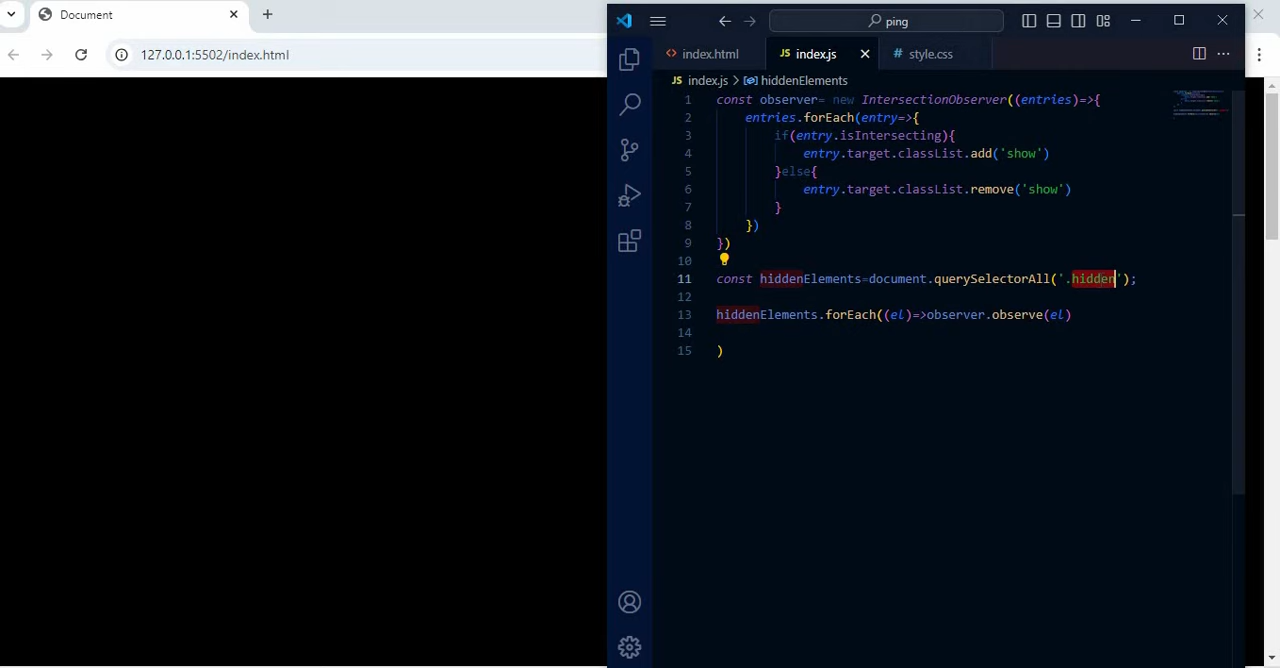 Document
127.0.0.1:5502/index.html
ping
index.html
JS index.js
# style.css
JS index.js > hiddenElements
1 const observer= new IntersectionObserver((entries)=>{
2 entries.forEach(entry=>{
3 if(entry.isIntersecting){
4 entry.target.classList.add('show')
5 }else{
6 entry.target.classList.remove('show')
7 }
8 })
9 })
10
11 const hiddenElements=document.querySelectorAll('.hidden');
12
13 hiddenElements.forEach((el)=>observer.observe(el)
14
15 )